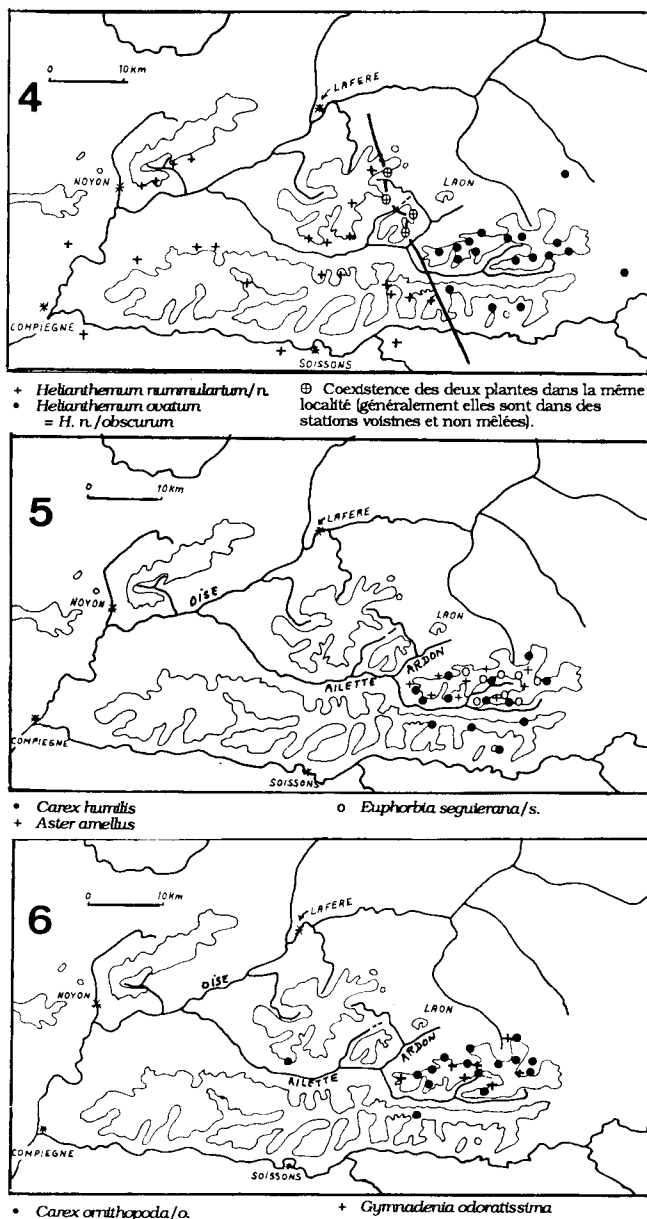 4
0 10km
LAFERE
NOYON
LAON
COMPIEGNE
SOISSONS
+ Helianthemum nummularium/n.
• Helianthemum ovatum
= H. n./obscurum
⊕ Coexistence des deux plantes dans la même
localité (généralement elles sont dans des
stations voisines et non mêlées).
5
0 10km
LAFERE
NOYON
OISE
LAON
ARDON
AILETTE
COMPIEGNE
SOISSONS
• Carex humilis
+ Aster amellus
o Euphorbia seguierana/s.
6
0 10km
LAFERE
OISE
NOYON
LAON
ARDON
AILETTE
COMPIEGNE
SOISSONS
• Carex ornithopoda/o.
+ Gymnadenia odoratissima